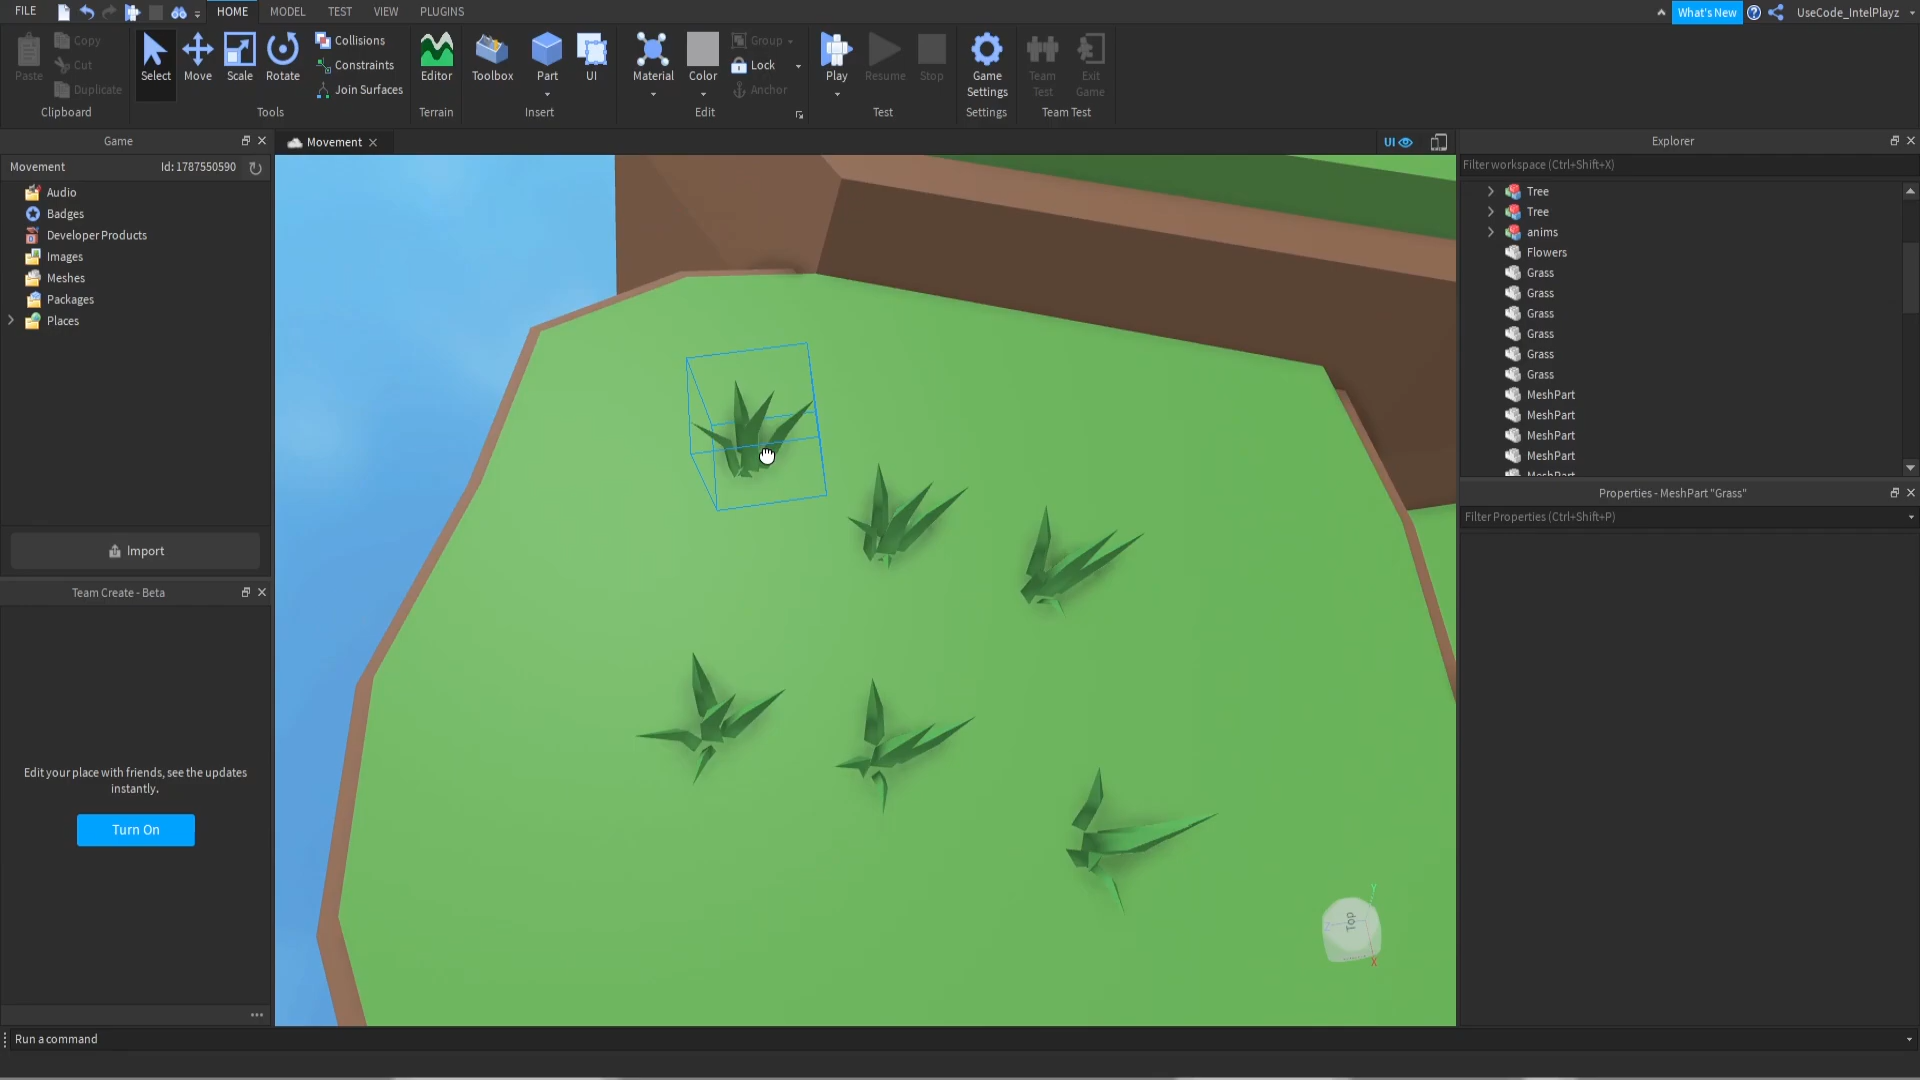 FILE HOME MODEL TEST VIEW PLUGINS What's New UseCode_IntelPlayz
Paste Copy Cut Duplicate
Clipboard
Select Move Scale Rotate Collisions Constraints Join Surfaces
Tools
Editor
Terrain
Toolbox Part UI
Insert
Material Color Group Lock Anchor
Edit
Play Resume Stop
Test
Game Settings
Settings
Team Test Exit Game
Team Test
Game
Movement Id: 1787550590
Audio
Badges
Developer Products
Images
Meshes
Packages
Places
Import
Team Create - Beta
Edit your place with friends, see the updates
instantly.
Turn On
Movement
UI
Top
Y
Z
X
Explorer
Filter workspace (Ctrl+Shift+X)
Tree
Tree
anims
Flowers
Grass
Grass
Grass
Grass
Grass
Grass
MeshPart
MeshPart
MeshPart
MeshPart
MeshPart
Properties - MeshPart "Grass"
Filter Properties (Ctrl+Shift+P)
Run a command